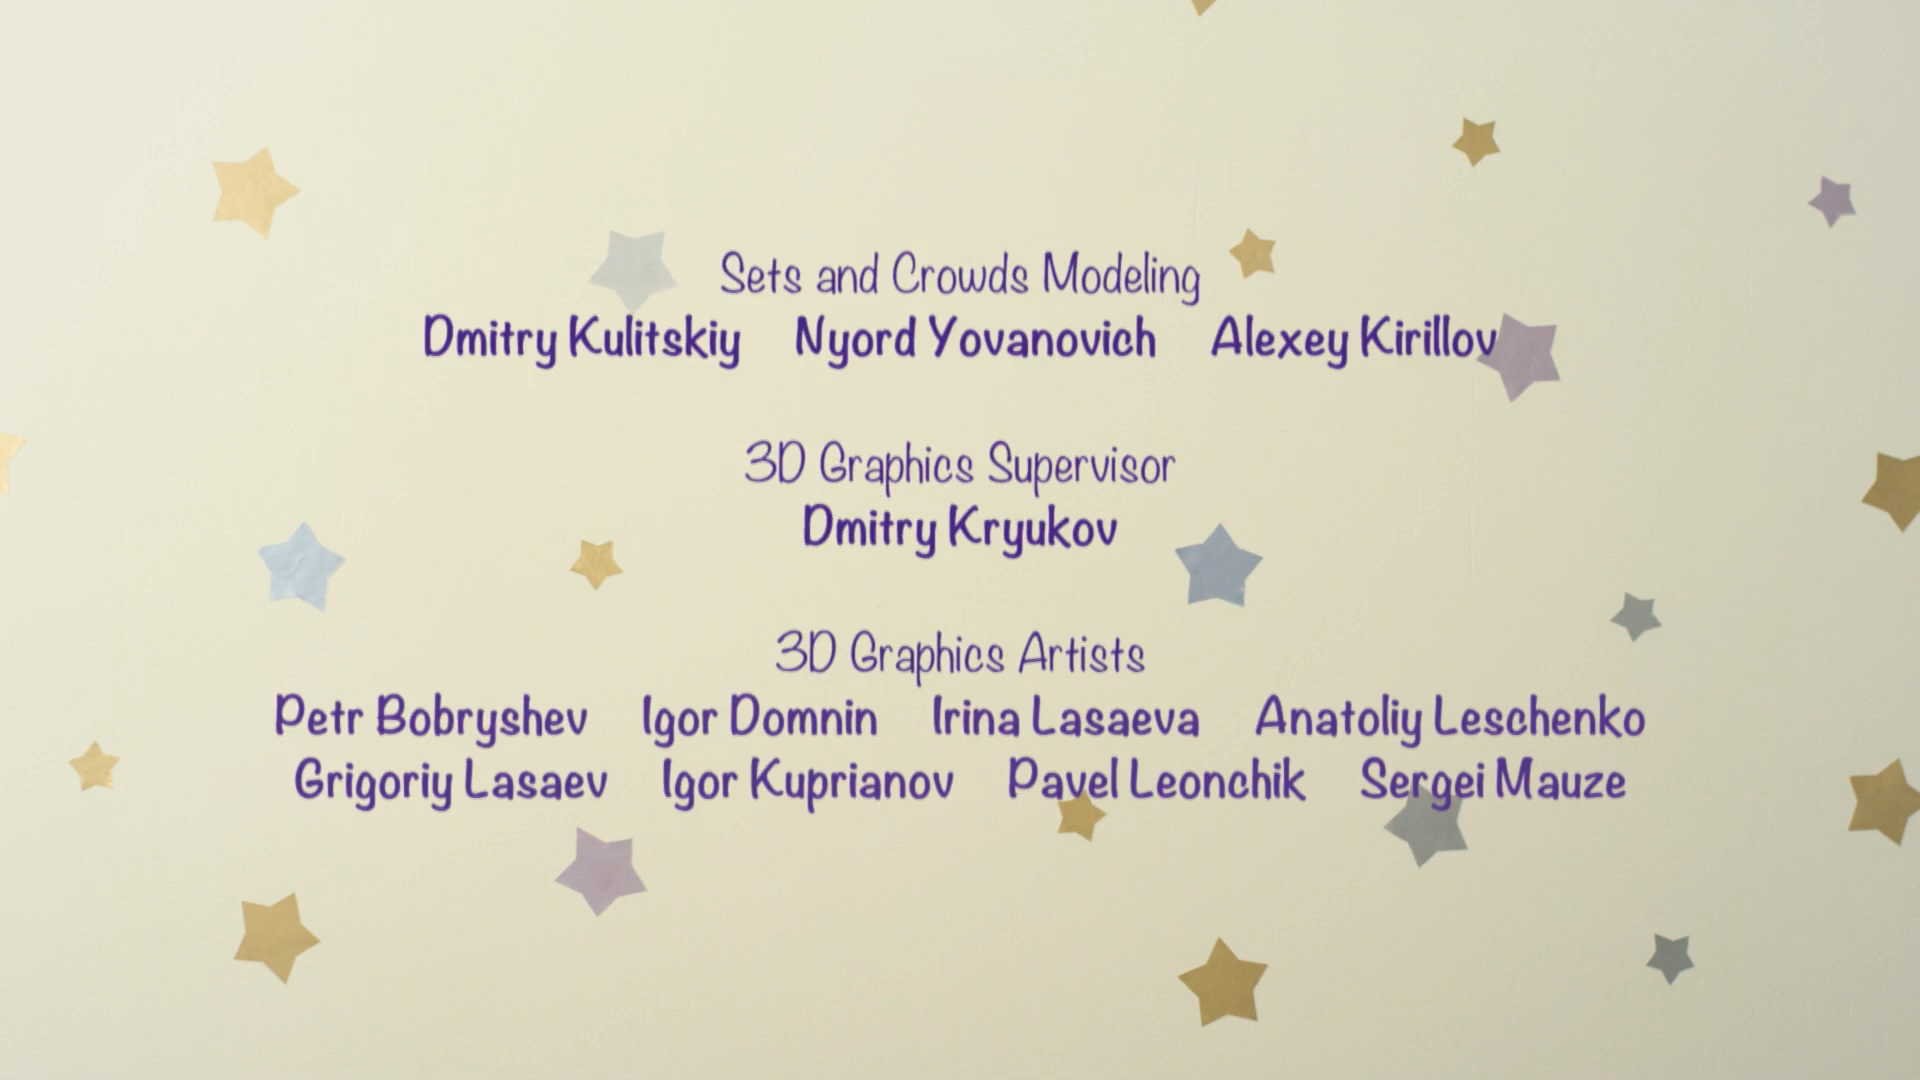 Sets and Crowds Modeling
Dmitry Kulitskiy Nyord Yovanovich Alexey Kirillov
3D Graphics Supervisor
Dmitry Kryukov
3D Graphics Artists
Petr Bobryshev Igor Domnin Irina Lasaeva Anatoliy Leschenko
Grigoriy Lasaev Igor Kuprianov Pavel Leonchik Sergei Mauze